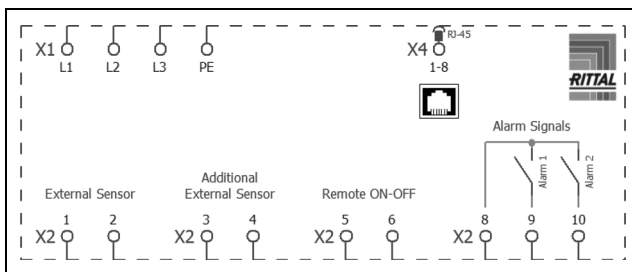 X1 L1 L2 L3 PE
X4 RJ-45
1-8
RITTAL
Alarm Signals
Alarm 1
Alarm 2
External Sensor
Additional
External Sensor
Remote ON-OFF
X2 1 2
X2 3 4
X2 5 6
X2 8 9 10